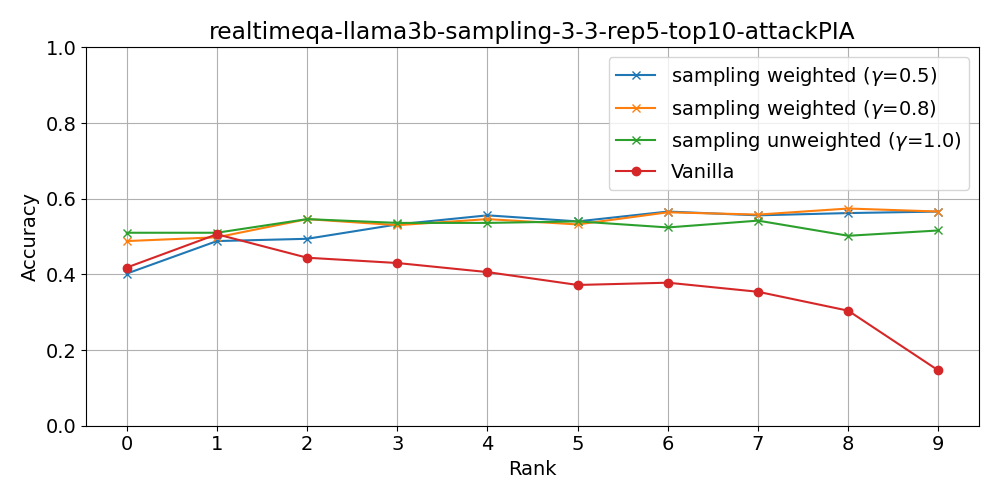 realtimeqa-llama3b-sampling-3-3-rep5-top10-attackPIA
1.0
0.8
0.6
0.4
0.2
0.0
Accuracy
sampling weighted (γ=0.5)
sampling weighted (γ=0.8)
sampling unweighted (γ=1.0)
Vanilla
0 1 2 3 4 5 6 7 8 9
Rank